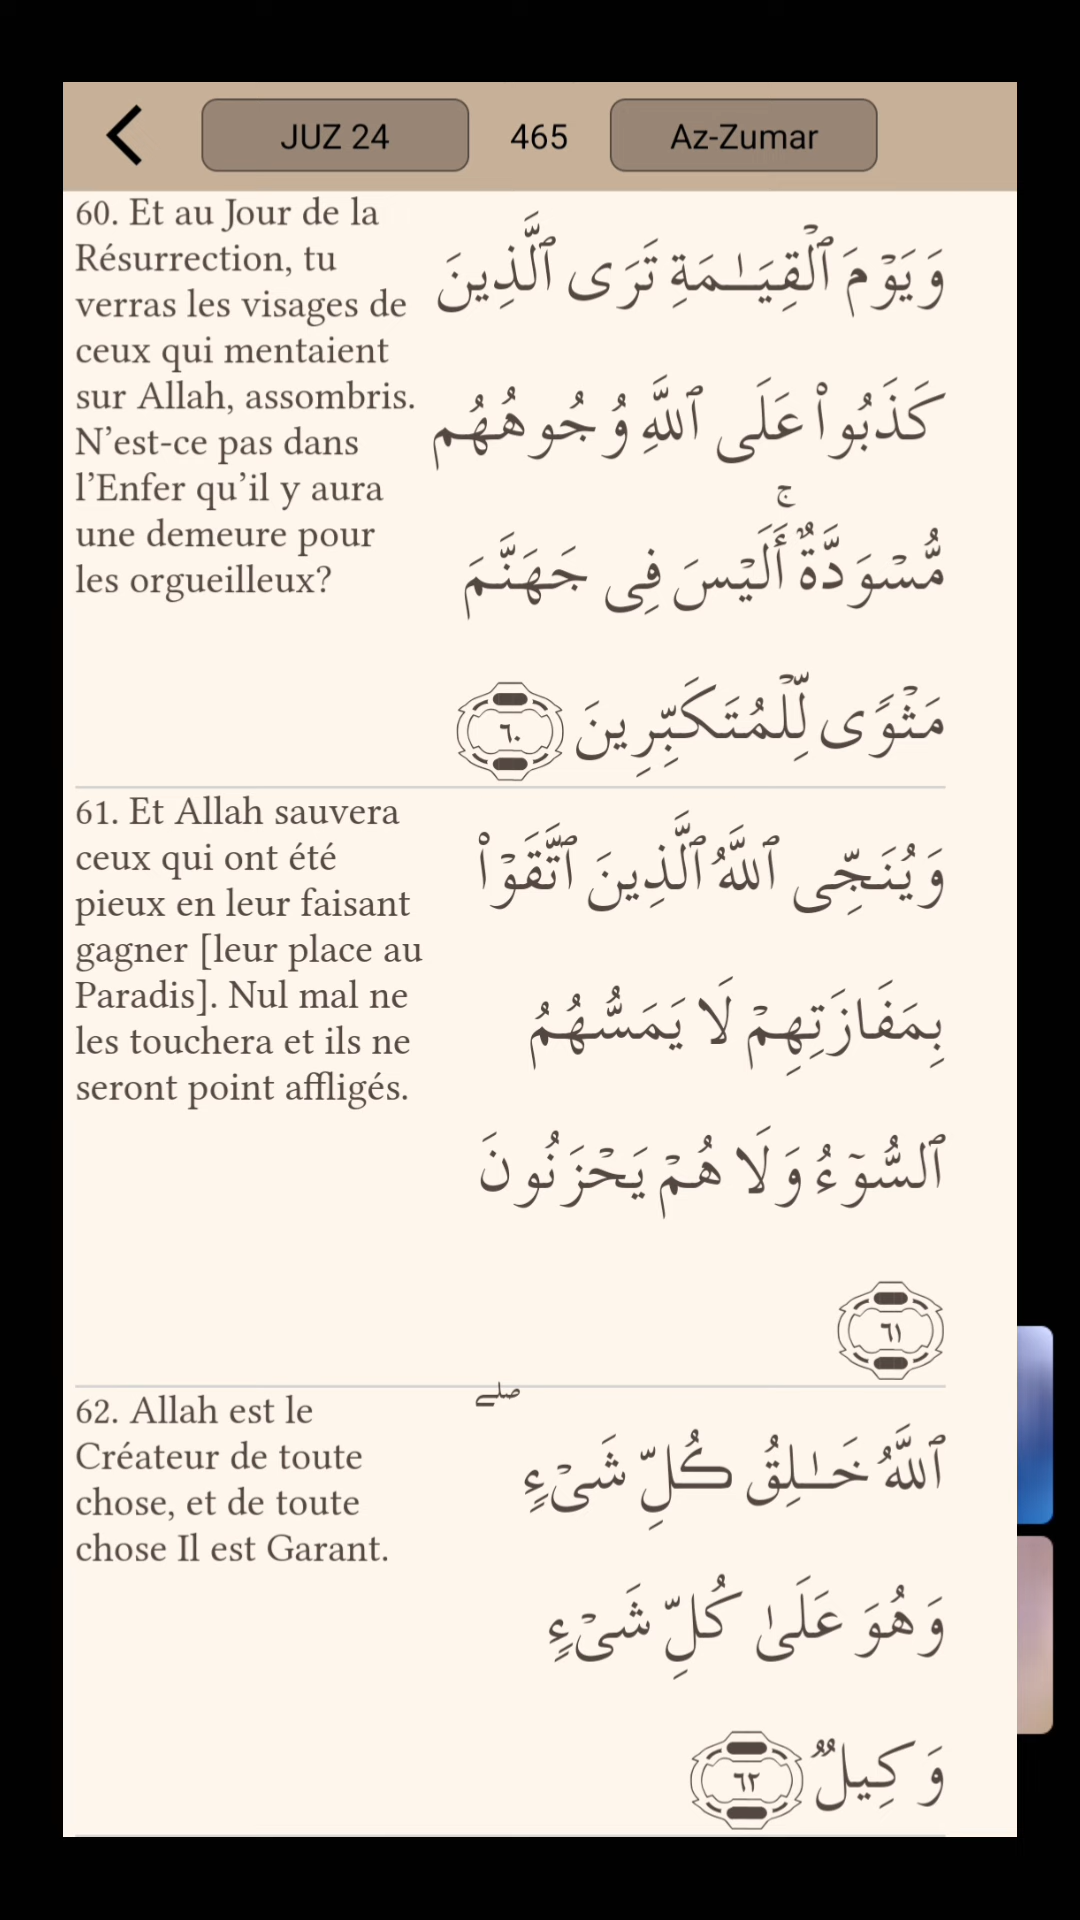 JUZ 24 465 Az-Zumar
60. Et au Jour de la
Résurrection, tu
verras les visages de
ceux qui mentaient
sur Allah, assombris.
N’est-ce pas dans
l’Enfer qu’il y aura
une demeure pour
les orgueilleux?
وَيَوْمَ ٱلْقِيَـٰمَةِ تَرَى ٱلَّذِينَ
كَذَبُوا۟ عَلَى ٱللَّهِ وُجُوهُهُم
مُّسْوَدَّةٌ ۚ أَلَيْسَ فِى جَهَنَّمَ
مَثْوًى لِّلْمُتَكَبِّرِينَ ٦٠
61. Et Allah sauvera
ceux qui ont été
pieux en leur faisant
gagner [leur place au
Paradis]. Nul mal ne
les touchera et ils ne
seront point affligés.
وَيُنَجِّى ٱللَّهُ ٱلَّذِينَ ٱتَّقَوْا۟
بِمَفَازَتِهِمْ لَا يَمَسُّهُمُ
ٱلسُّوٓءُ وَلَا هُمْ يَحْزَنُونَ
٦١
62. Allah est le
Créateur de toute
chose, et de toute
chose Il est Garant.
ٱللَّهُ خَـٰلِقُ كُلِّ شَىْءٍ ۖ
وَهُوَ عَلَىٰ كُلِّ شَىْءٍ
وَكِيلٌ ٦٢